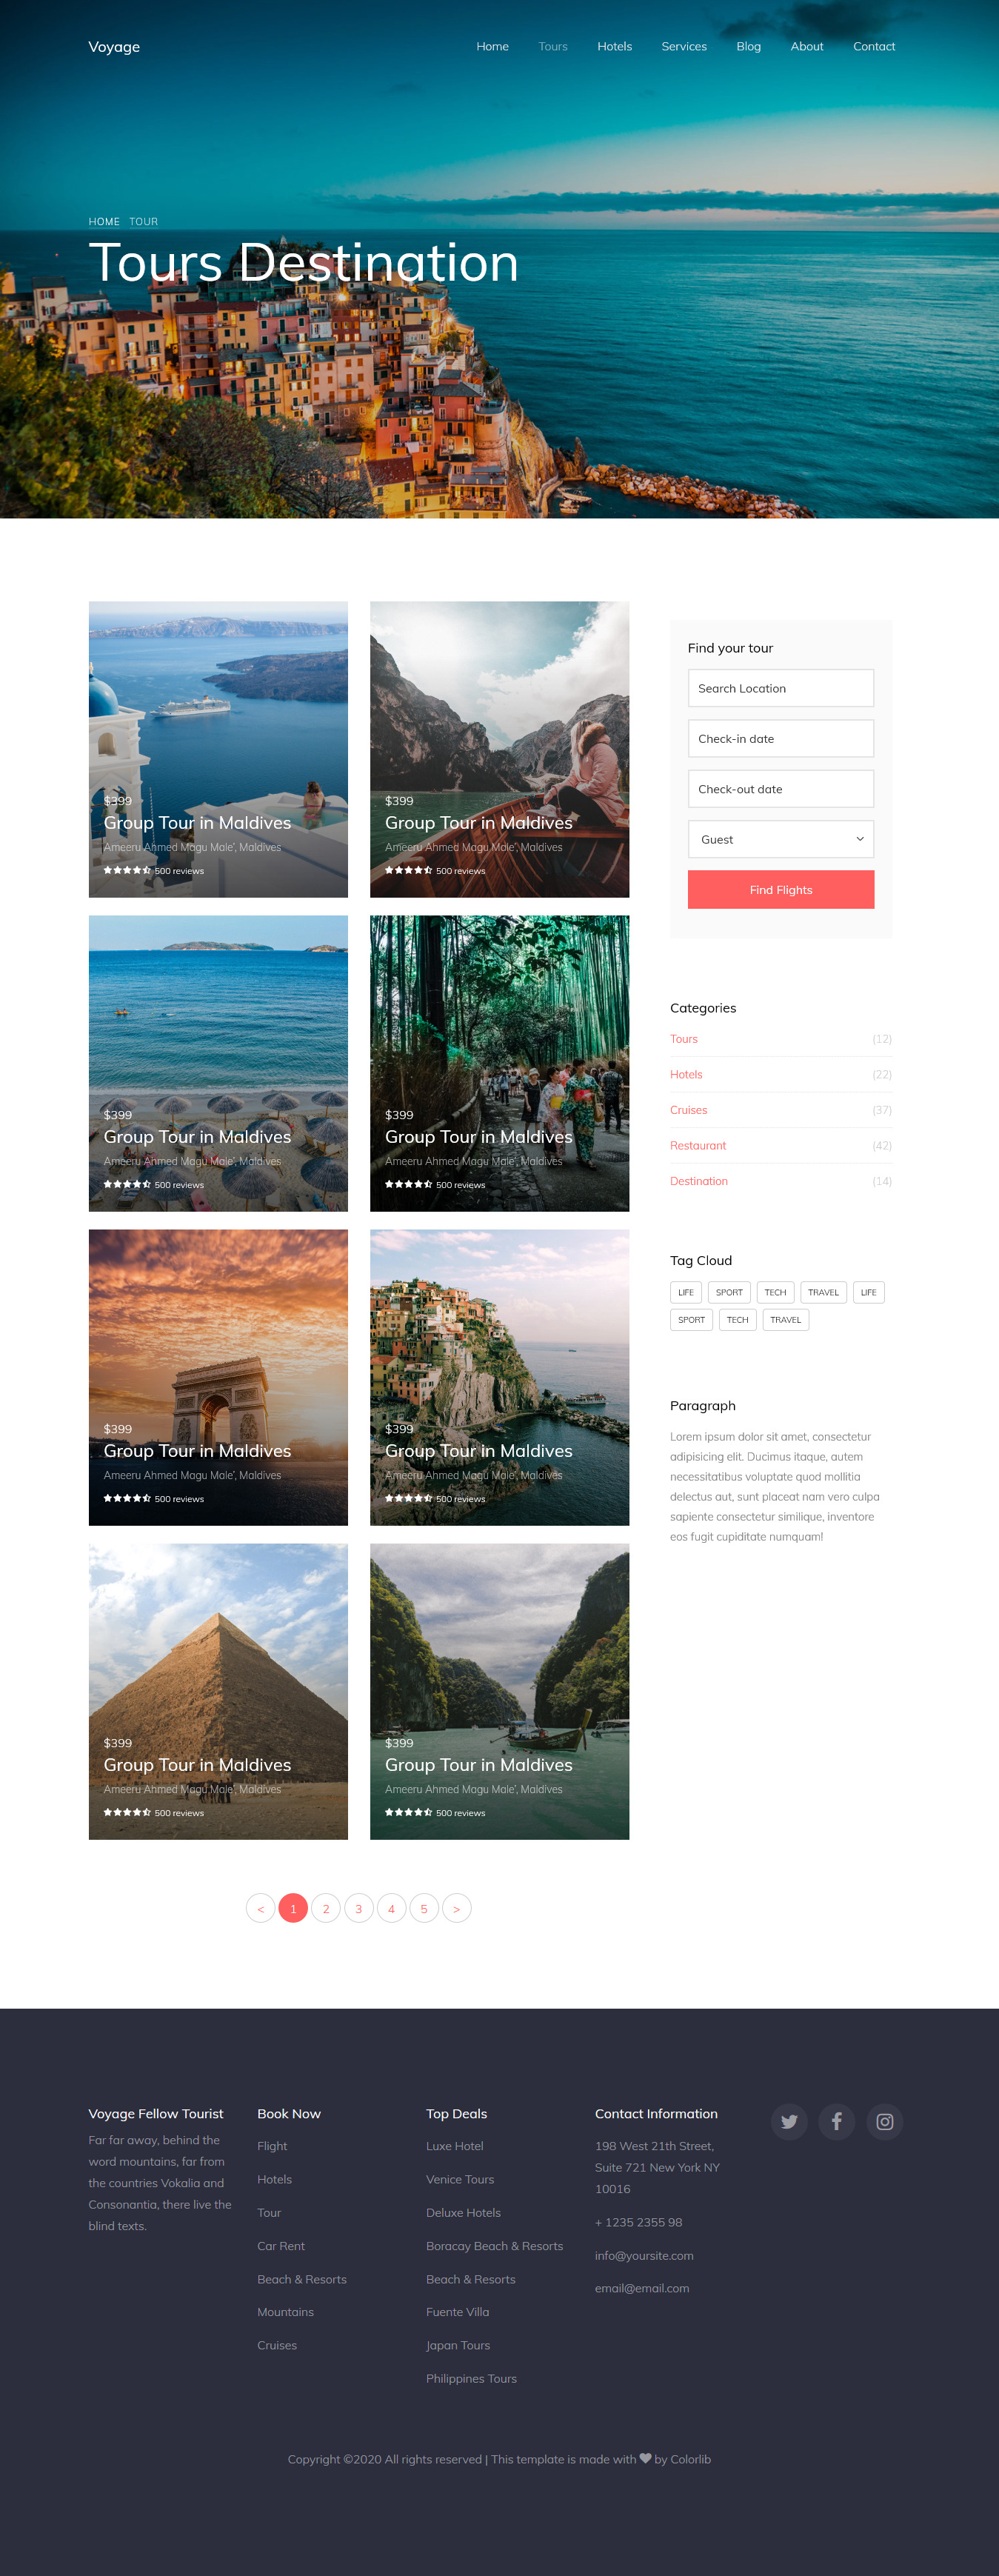 Voyage
Home Tours Hotels Services Blog About Contact
HOME TOUR
Tours Destination
$399
Group Tour in Maldives
Ameeru Ahmed Magu Male', Maldives
500 reviews
$399
Group Tour in Maldives
Ameeru Ahmed Magu Male', Maldives
500 reviews
$399
Group Tour in Maldives
Ameeru Ahmed Magu Male', Maldives
500 reviews
$399
Group Tour in Maldives
Ameeru Ahmed Magu Male', Maldives
500 reviews
$399
Group Tour in Maldives
Ameeru Ahmed Magu Male', Maldives
500 reviews
$399
Group Tour in Maldives
Ameeru Ahmed Magu Male', Maldives
500 reviews
$399
Group Tour in Maldives
Ameeru Ahmed Magu Male', Maldives
500 reviews
$399
Group Tour in Maldives
Ameeru Ahmed Magu Male', Maldives
500 reviews
< 1 2 3 4 5 >
Find your tour
Search Location
Check-in date
Check-out date
Guest
Find Flights
Categories
Tours (12)
Hotels (22)
Cruises (37)
Restaurant (42)
Destination (14)
Tag Cloud
LIFE SPORT TECH TRAVEL LIFE
SPORT TECH TRAVEL
Paragraph
Lorem ipsum dolor sit amet, consectetur
adipisicing elit. Ducimus itaque, autem
necessitatibus voluptate quod mollitia
delectus aut, sunt placeat nam vero culpa
sapiente consectetur similique, inventore
eos fugit cupiditate numquam!
Voyage Fellow Tourist
Far far away, behind the
word mountains, far from
the countries Vokalia and
Consonantia, there live the
blind texts.
Book Now
Flight
Hotels
Tour
Car Rent
Beach & Resorts
Mountains
Cruises
Top Deals
Luxe Hotel
Venice Tours
Deluxe Hotels
Boracay Beach & Resorts
Beach & Resorts
Fuente Villa
Japan Tours
Philippines Tours
Contact Information
198 West 21th Street,
Suite 721 New York NY
10016
+ 1235 2355 98
info@yoursite.com
email@email.com
Copyright ©2020 All rights reserved | This template is made with ♥ by Colorlib